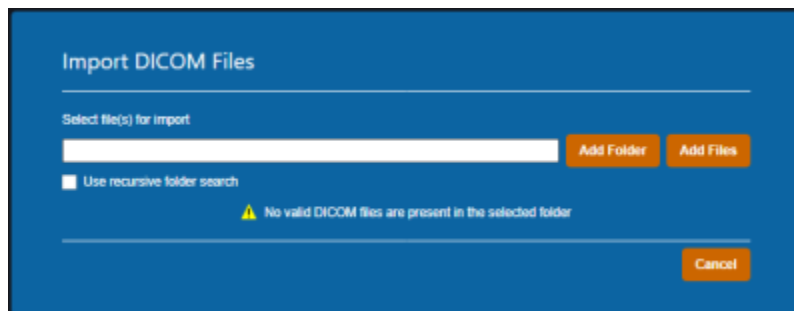 Import DICOM Files
Select file(s) for import
Add Folder
Add Files
Use recursive folder search
No valid DICOM files are present in the selected folder
Cancel